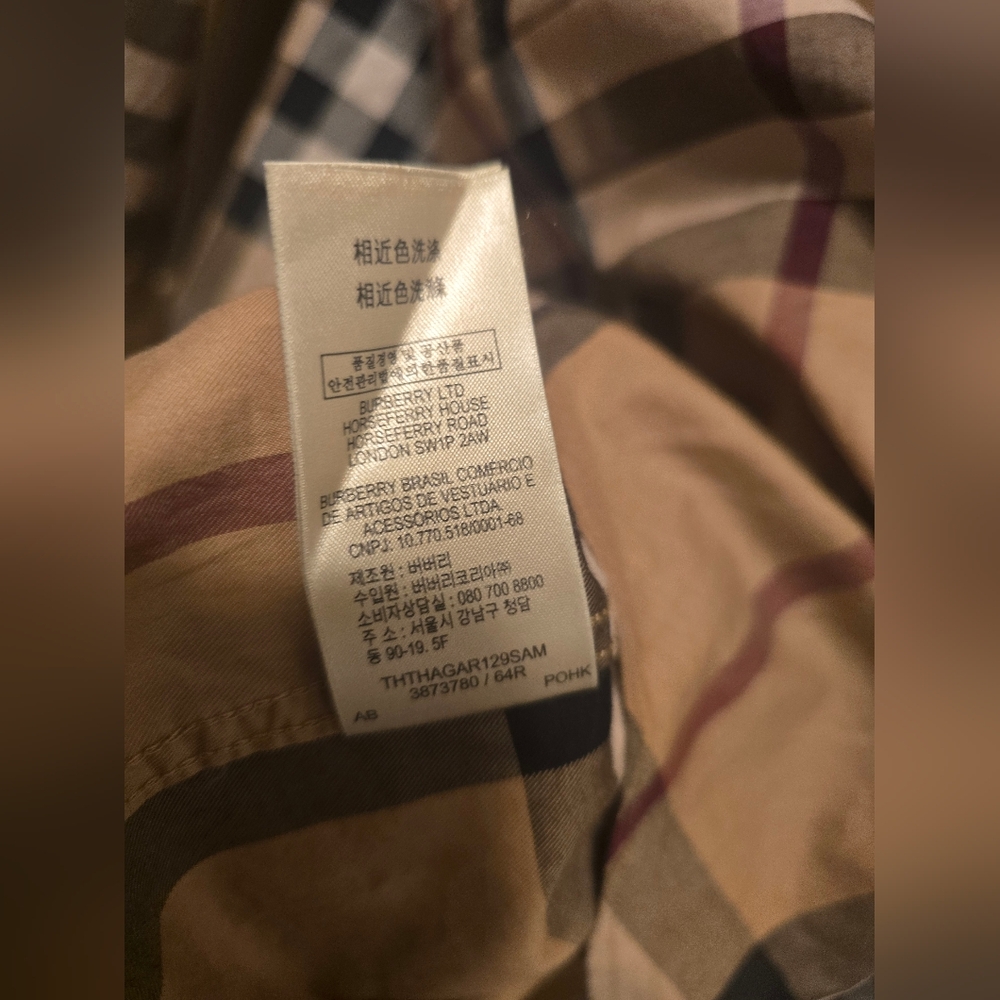 相近色洗涤
相近色洗滌
품질경영 및 공산품
안전관리법에의한품질표시
BURBERRY LTD
HORSEFERRY HOUSE
HORSEFERRY ROAD
LONDON SW1P 2AW
BURBERRY BRASIL COMERCIO
DE ARTIGOS DE VESTUARIO E
ACESSORIOS LTDA.
CNPJ: 10.770.518/0001-68
제조원 : 버버리
수입원 : 버버리코리아㈜
소비자상담실 : 080 700 8800
주 소 : 서울시 강남구 청담
동 90-19. 5F
THTHAGAR129SAM
3873780 / 64R
AB POHK